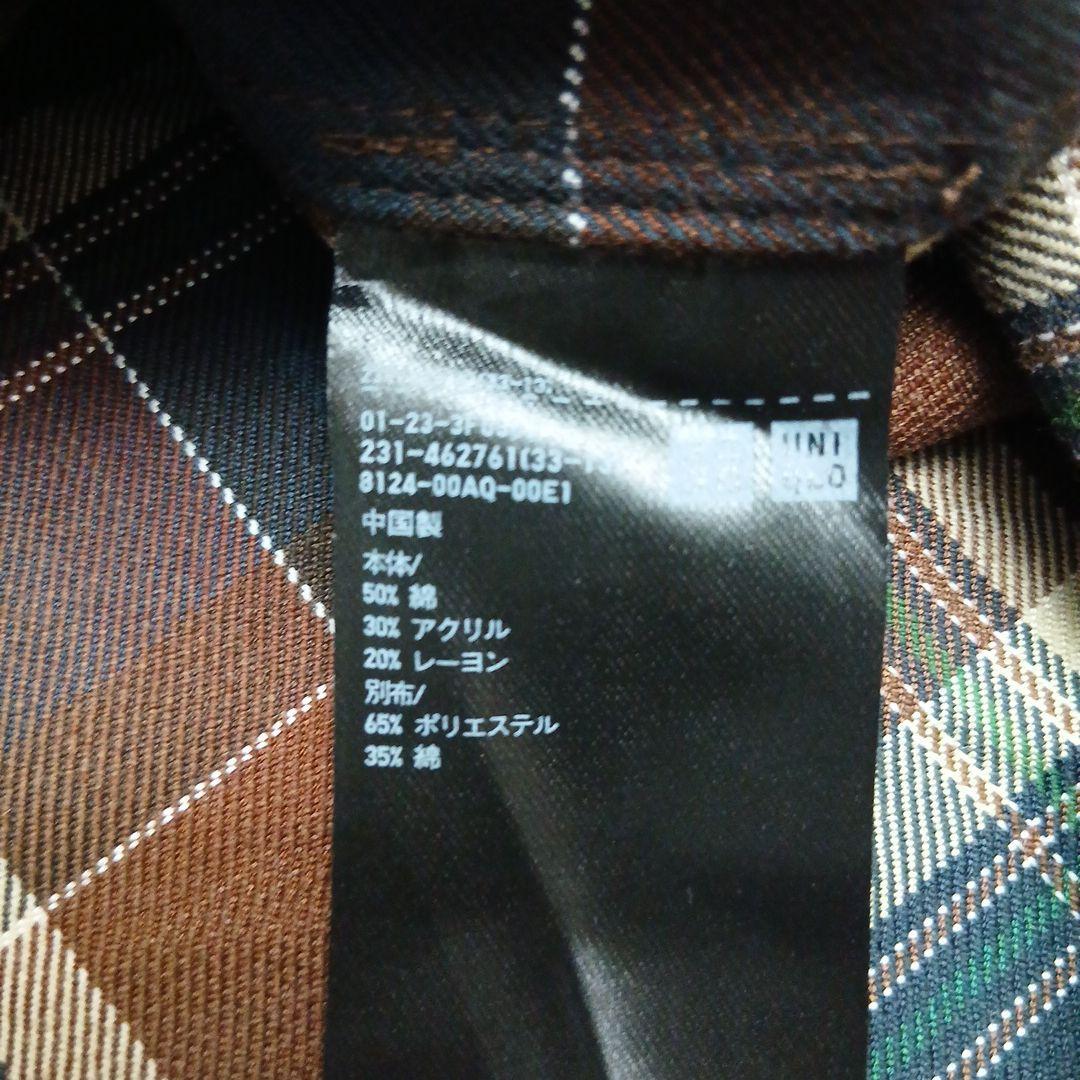 01-23-
231-462761(33-
8124-00AQ-00E1
中国製
本体/
50% 綿
30% アクリル
20% レーヨン
別布/
65% ポリエステル
35% 綿
UNI